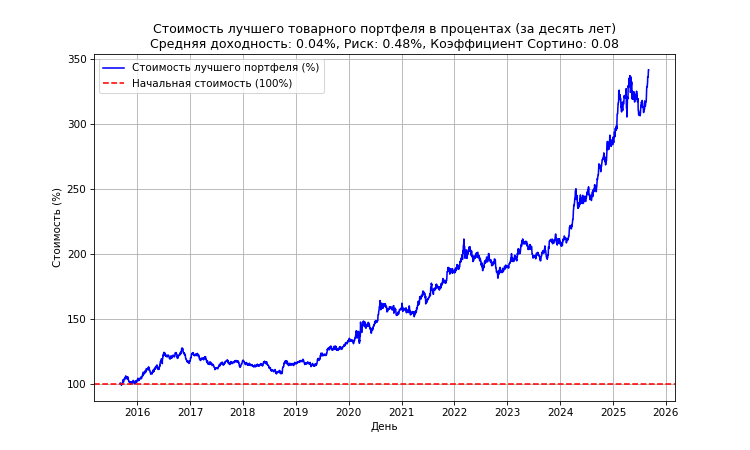 Стоимость лучшего товарного портфеля в процентах (за десять лет)
Средняя доходность: 0.04%, Риск: 0.48%, Коэффициент Сортино: 0.08
Стоимость лучшего портфеля (%)
Начальная стоимость (100%)
Стоимость (%)
350
300
250
200
150
100
2016 2017 2018 2019 2020 2021 2022 2023 2024 2025 2026
День